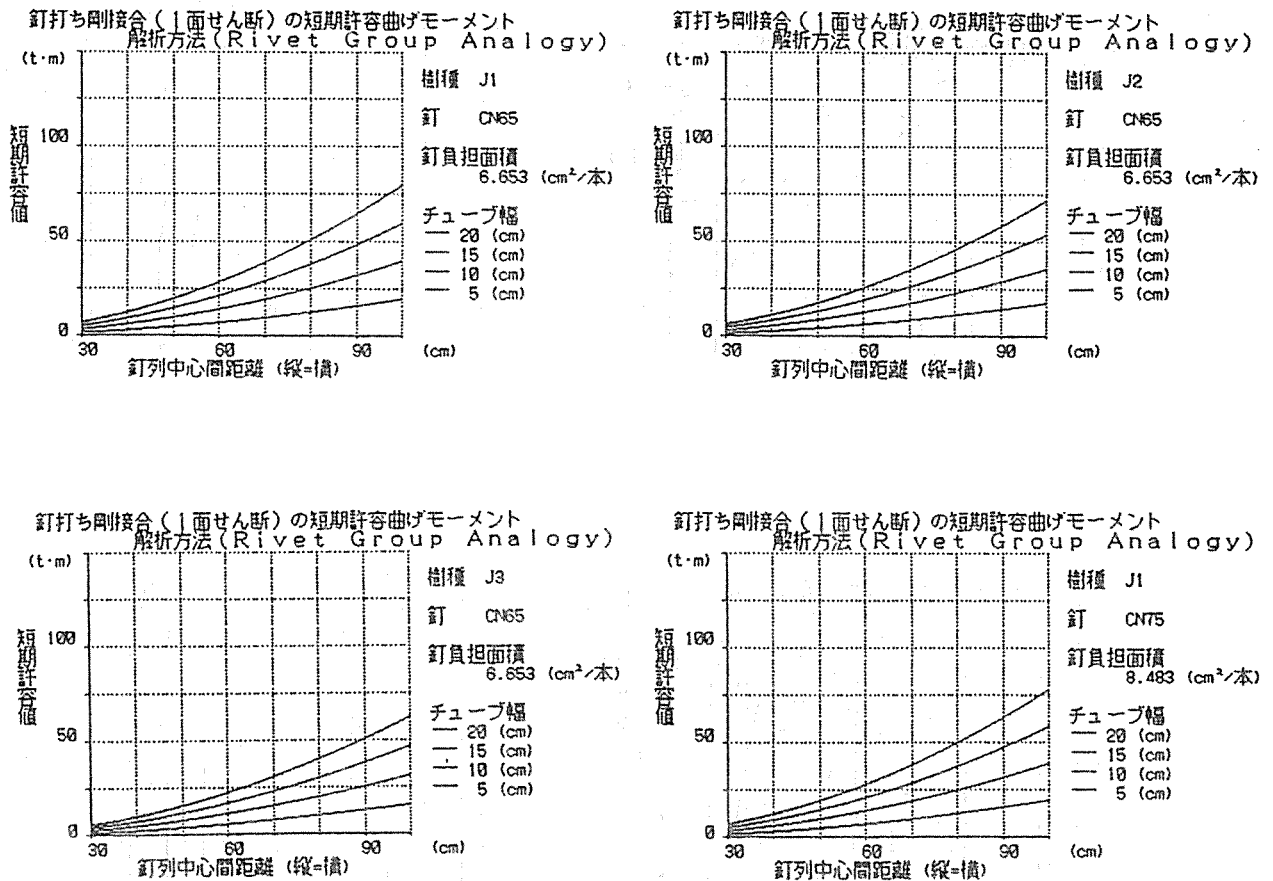 釘打ち剛接合(1面せん断)の短期許容曲げモーメント
解析方法(Rivet Group Analogy)
(t·m)
樹種 J1
釘 CN65
釘負担面積
6.653 (cm²/本)
チューブ幅
20 (cm)
15 (cm)
10 (cm)
5 (cm)
短期許容値
100
50
0
30 60 90 (cm)
釘列中心間距離 (縦=横)
釘打ち剛接合(1面せん断)の短期許容曲げモーメント
解析方法(Rivet Group Analogy)
(t·m)
樹種 J2
釘 CN65
釘負担面積
6.653 (cm²/本)
チューブ幅
20 (cm)
15 (cm)
10 (cm)
5 (cm)
短期許容値
100
50
0
30 60 90 (cm)
釘列中心間距離 (縦=横)
釘打ち剛接合(1面せん断)の短期許容曲げモーメント
解析方法(Rivet Group Analogy)
(t·m)
樹種 J3
釘 CN65
釘負担面積
6.653 (cm²/本)
チューブ幅
20 (cm)
15 (cm)
10 (cm)
5 (cm)
短期許容値
100
50
0
30 60 90 (cm)
釘列中心間距離 (縦=横)
釘打ち剛接合(1面せん断)の短期許容曲げモーメント
解析方法(Rivet Group Analogy)
(t·m)
樹種 J1
釘 CN75
釘負担面積
8.483 (cm²/本)
チューブ幅
20 (cm)
15 (cm)
10 (cm)
5 (cm)
短期許容値
100
50
0
30 60 90 (cm)
釘列中心間距離 (縦=横)